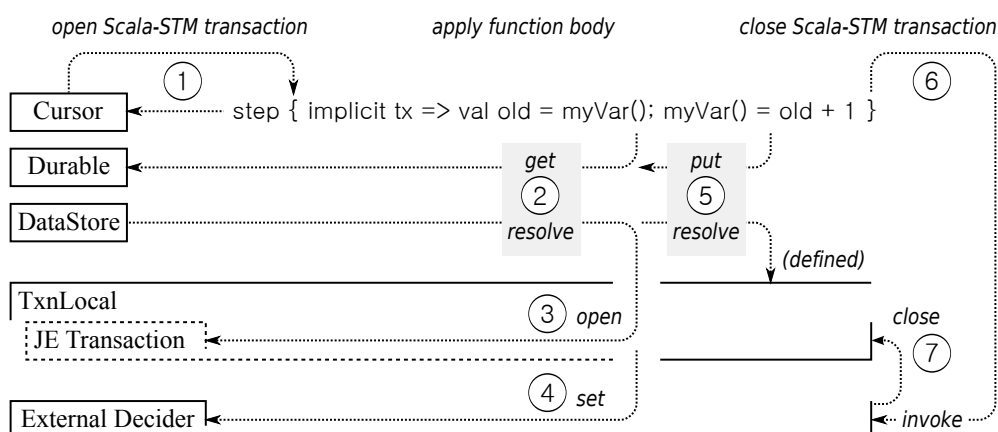 open Scala-STM transaction apply function body close Scala-STM transaction
1 6
Cursor step { implicit tx => val old = myVar(); myVar() = old + 1 }
Durable get put
2 5
DataStore resolve resolve
(defined)
TxnLocal
3 open close
JE Transaction 7
4 set
External Decider invoke